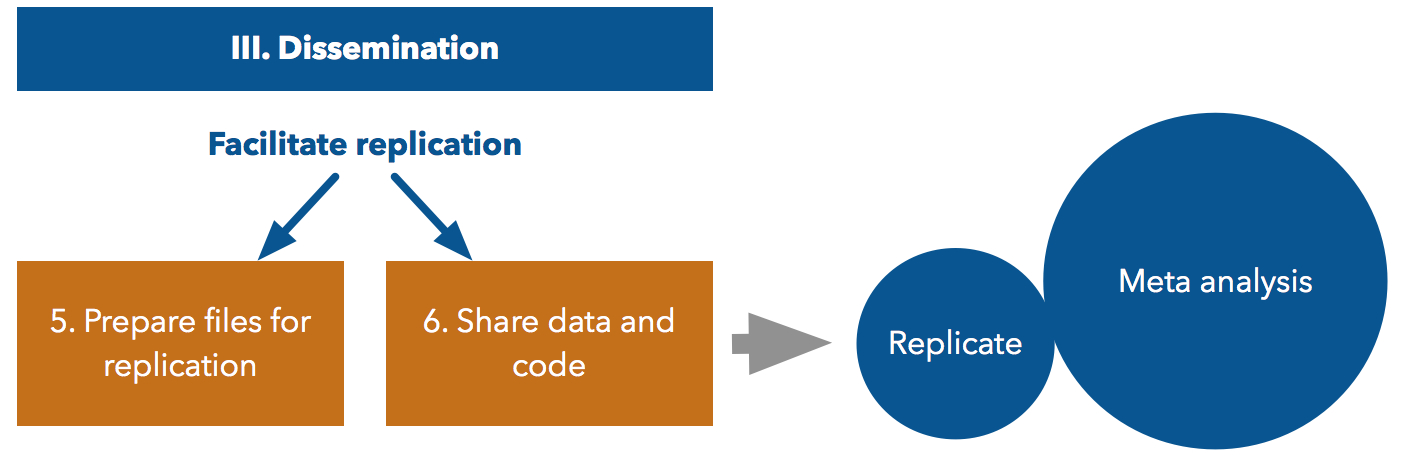 III. Dissemination
Facilitate replication
5. Prepare files for
replication
6. Share data and
code
Replicate
Meta analysis